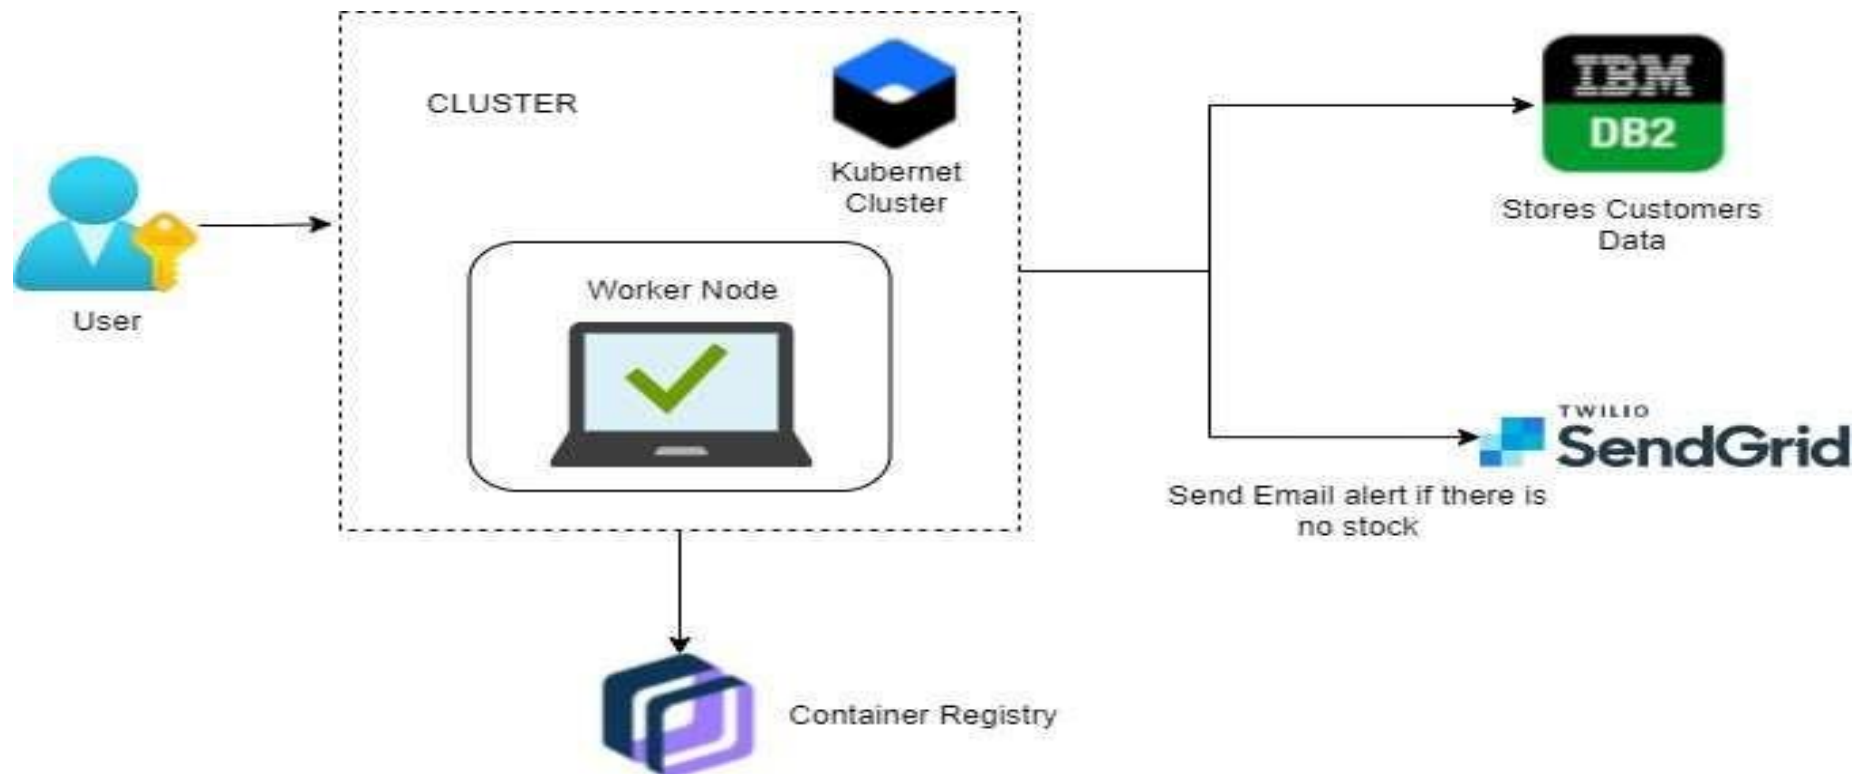 CLUSTER
Kubernet
Cluster
User
Worker Node
IBM
DB2
Stores Customers
Data
TWILIO
SendGrid
Send Email alert if there is
no stock
Container Registry